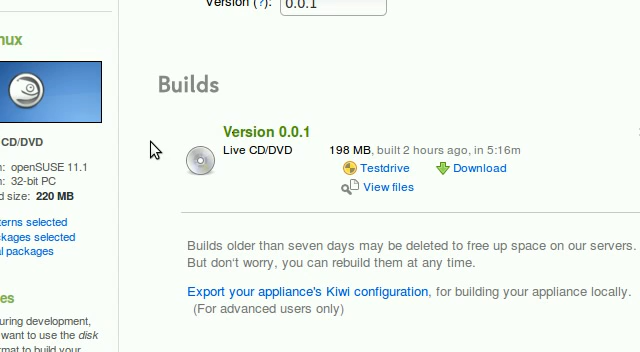 Version (?): 0.0.1
nux
Builds
CD/DVD
Version 0.0.1
Live CD/DVD 198 MB, built 2 hours ago, in 5:16m
Testdrive Download
View files
openSUSE 11.1
32-bit PC
size: 220 MB
selected
selected
packages
Builds older than seven days may be deleted to free up space on our servers.
But don't worry, you can rebuild them at any time.
Export your appliance's Kiwi configuration, for building your appliance locally.
(For advanced users only)
es
uring development,
want to use the disk
rmat to build your